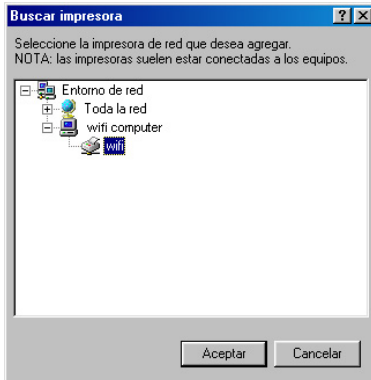 Buscar impresora
Seleccione la impresora de red que desea agregar.
NOTA: las impresoras suelen estar conectadas a los equipos.
Entorno de red
Toda la red
wifi computer
wifi
Aceptar
Cancelar